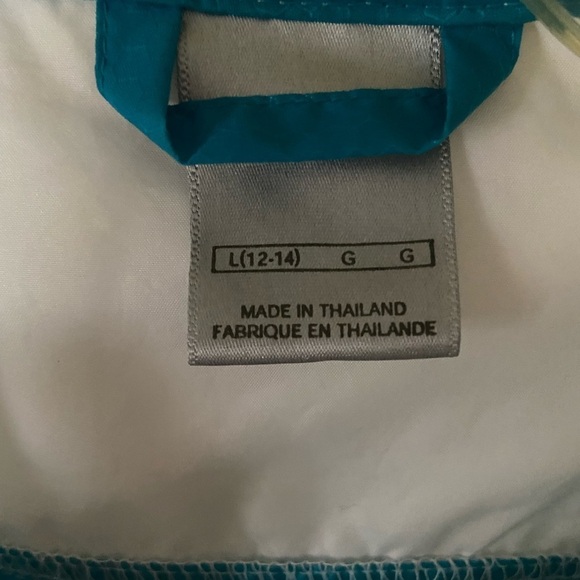 L(12-14) G G
MADE IN THAILAND
FABRIQUE EN THAILANDE